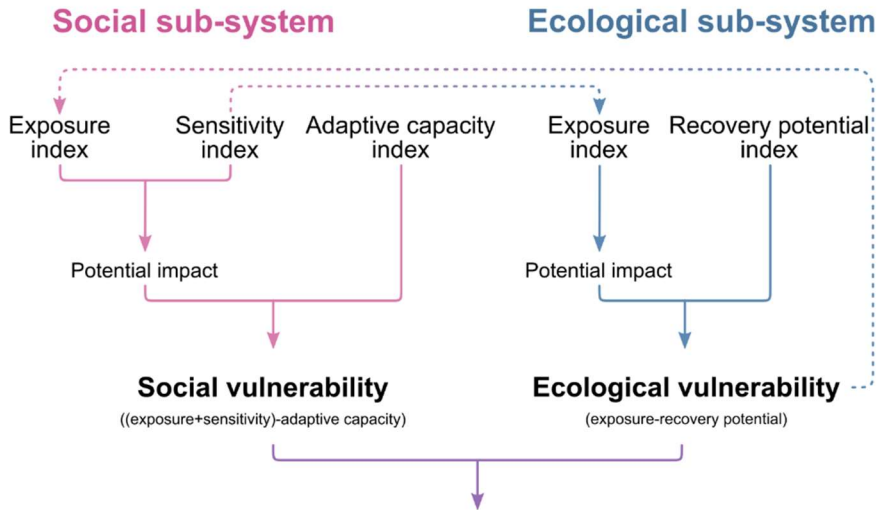 Social sub-system
Ecological sub-system
Exposure
index
Sensitivity
index
Adaptive capacity
index
Exposure
index
Recovery potential
index
Potential impact
Potential impact
Social vulnerability
((exposure+sensitivity)-adaptive capacity)
Ecological vulnerability
(exposure-recovery potential)